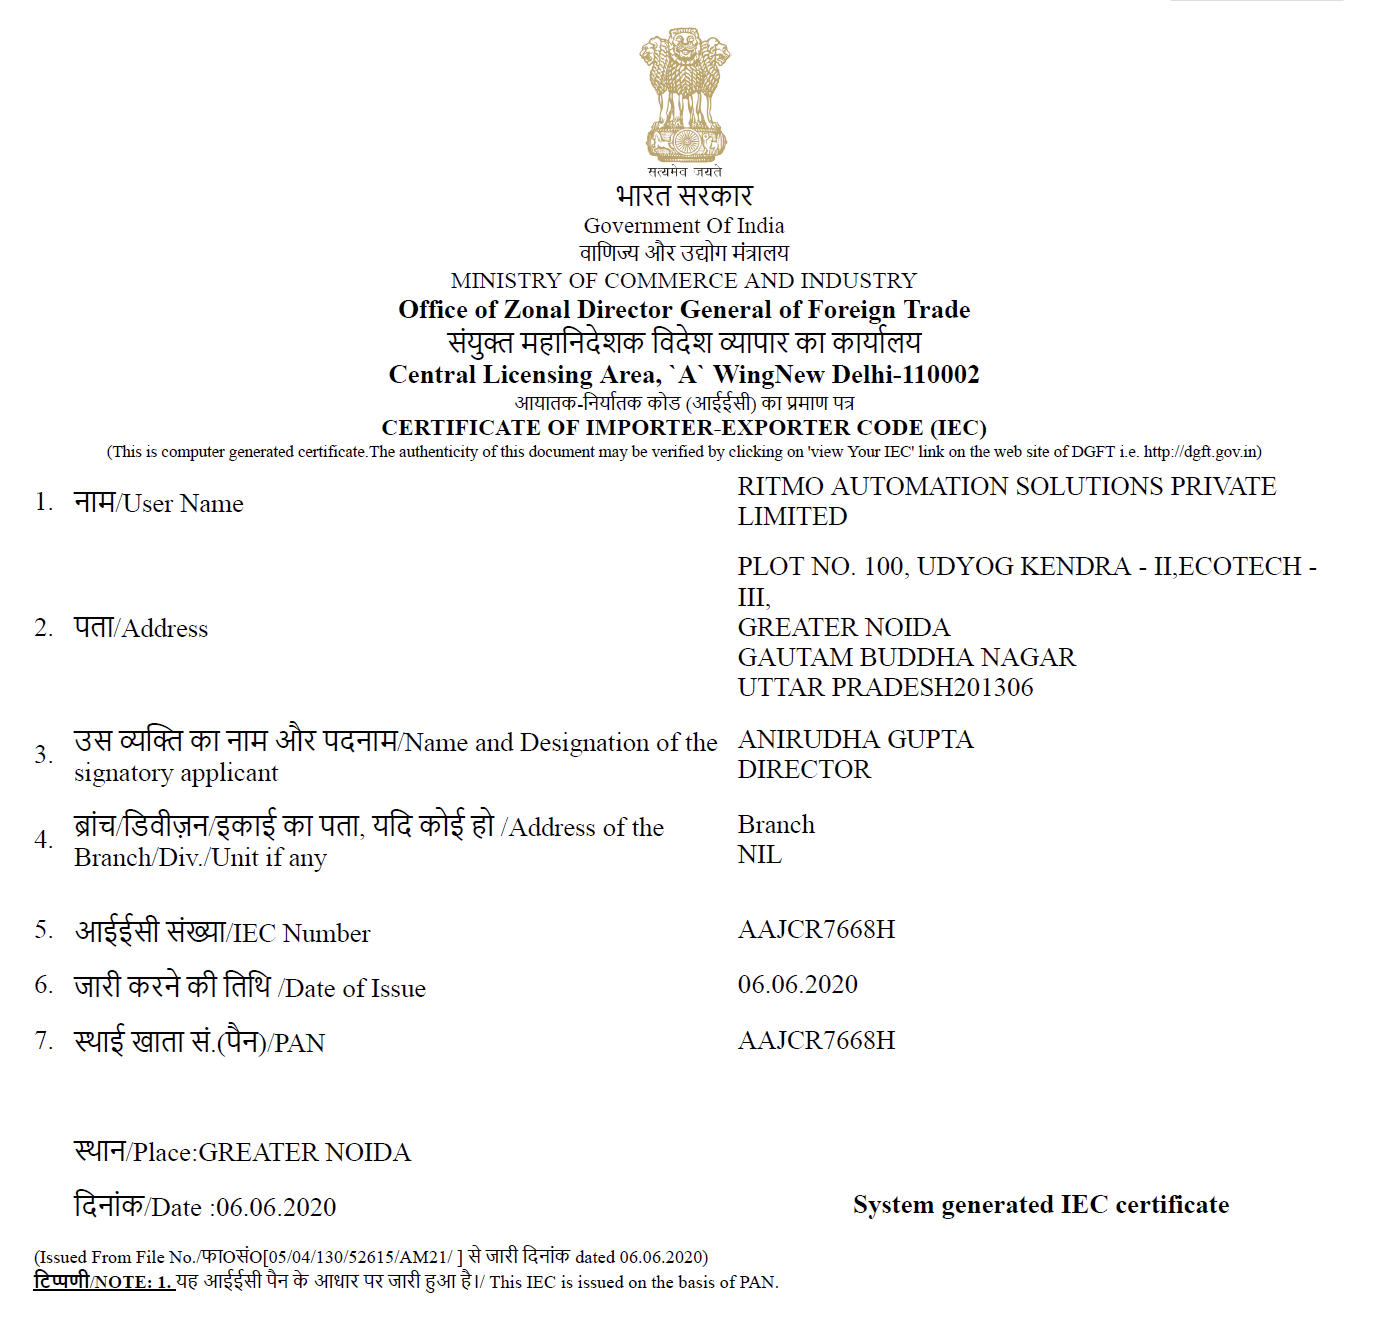 सत्यमेव जयते
भारत सरकार
Government Of India
वाणिज्य और उद्योग मंत्रालय
MINISTRY OF COMMERCE AND INDUSTRY
Office of Zonal Director General of Foreign Trade
संयुक्त महानिदेशक विदेश व्यापार का कार्यालय
Central Licensing Area, `A` WingNew Delhi-110002
आयातक-निर्यातक कोड (आईईसी) का प्रमाण पत्र
CERTIFICATE OF IMPORTER-EXPORTER CODE (IEC)
(This is computer generated certificate.The authenticity of this document may be verified by clicking on 'view Your IEC' link on the web site of DGFT i.e. http://dgft.gov.in)
1. नाम/User Name
RITMO AUTOMATION SOLUTIONS PRIVATE
LIMITED
2. पता/Address
PLOT NO. 100, UDYOG KENDRA - II,ECOTECH -
III,
GREATER NOIDA
GAUTAM BUDDHA NAGAR
UTTAR PRADESH201306
3. उस व्यक्ति का नाम और पदनाम/Name and Designation of the
signatory applicant
ANIRUDHA GUPTA
DIRECTOR
4. ब्रांच/डिवीज़न/इकाई का पता, यदि कोई हो /Address of the
Branch/Div./Unit if any
Branch
NIL
5. आईईसी संख्या/IEC Number
AAJCR7668H
6. जारी करने की तिथि /Date of Issue
06.06.2020
7. स्थाई खाता सं.(पैन)/PAN
AAJCR7668H
स्थान/Place:GREATER NOIDA
दिनांक/Date :06.06.2020
System generated IEC certificate
(Issued From File No./फाOसंO[05/04/130/52615/AM21/ ] से जारी दिनांक dated 06.06.2020)
टिप्पणी/NOTE: 1. यह आईईसी पैन के आधार पर जारी हुआ है।/ This IEC is issued on the basis of PAN.